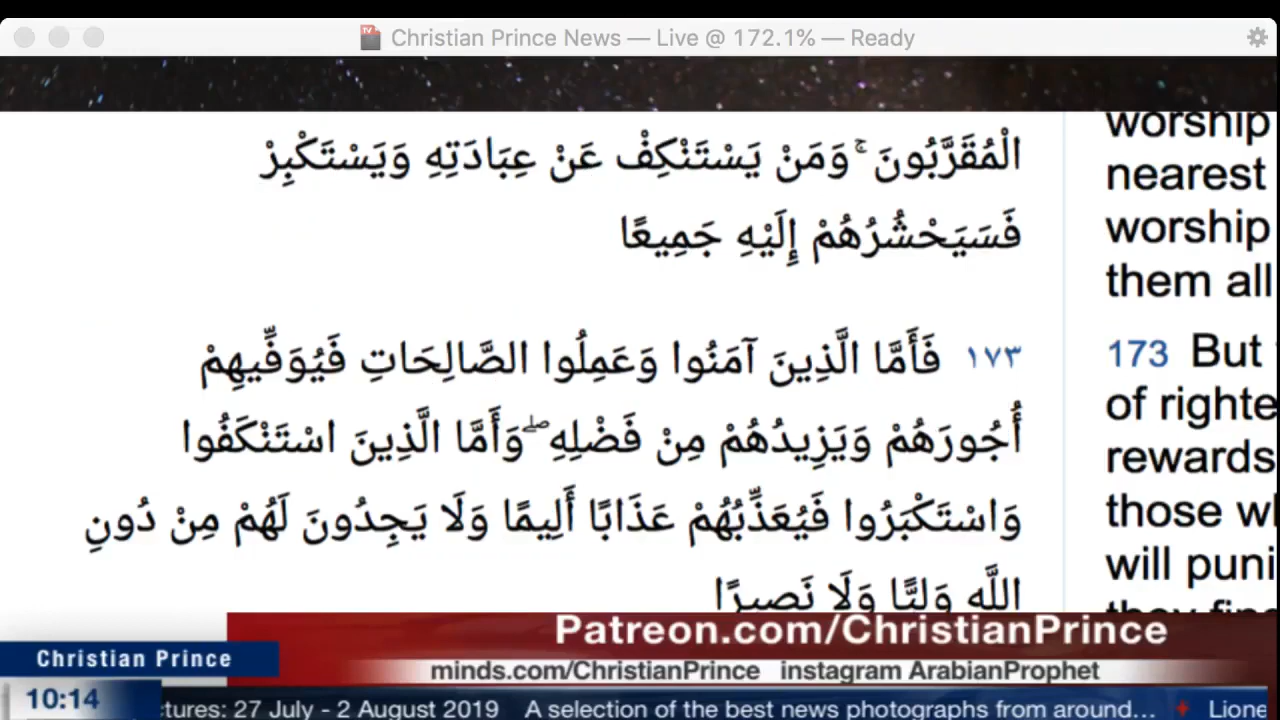 Christian Prince News — Live @ 172.1% — Ready
الْمُقَرَّبُونَ ۚ وَمَنْ يَسْتَنْكِفْ عَنْ عِبَادَتِهِ وَيَسْتَكْبِرْ
فَسَيَحْشُرُهُمْ إِلَيْهِ جَمِيعًا
١٧٣ فَأَمَّا الَّذِينَ آمَنُوا وَعَمِلُوا الصَّالِحَاتِ فَيُوَفِّيهِمْ
أُجُورَهُمْ وَيَزِيدُهُمْ مِنْ فَضْلِهِ ۖ وَأَمَّا الَّذِينَ اسْتَنْكَفُوا
وَاسْتَكْبَرُوا فَيُعَذِّبُهُمْ عَذَابًا أَلِيمًا وَلَا يَجِدُونَ لَهُمْ مِنْ دُونِ
اللَّهِ وَلِيًّا وَلَا نَصِيرًا
worship
nearest
worship
them all
173 But
of righte
rewards
those w
will puni
they fin
Patreon.com/ChristianPrince
minds.com/ChristianPrince instagram ArabianProphet
Christian Prince
10:14
ctures: 27 July - 2 August 2019 A selection of the best news photographs from around... Lione